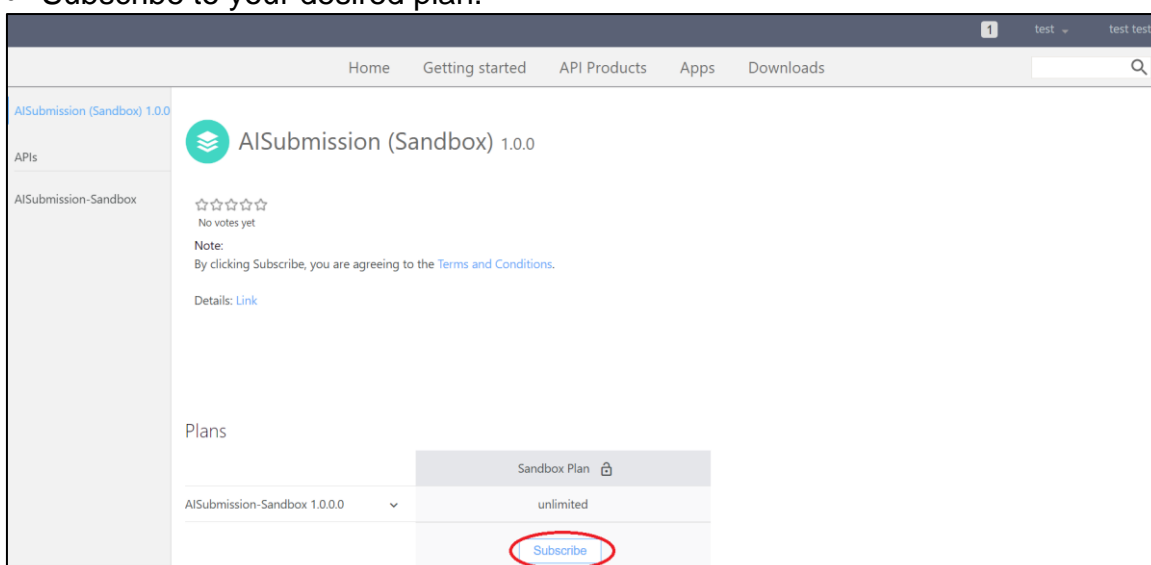 • Subscribe to your desired plan.
1 test test test
Home Getting started API Products Apps Downloads
AISubmission (Sandbox) 1.0.0
APIs
AISubmission-Sandbox
AISubmission (Sandbox) 1.0.0
No votes yet
Note:
By clicking Subscribe, you are agreeing to the Terms and Conditions.
Details: Link
Plans
Sandbox Plan
AISubmission-Sandbox 1.0.0.0 unlimited
Subscribe